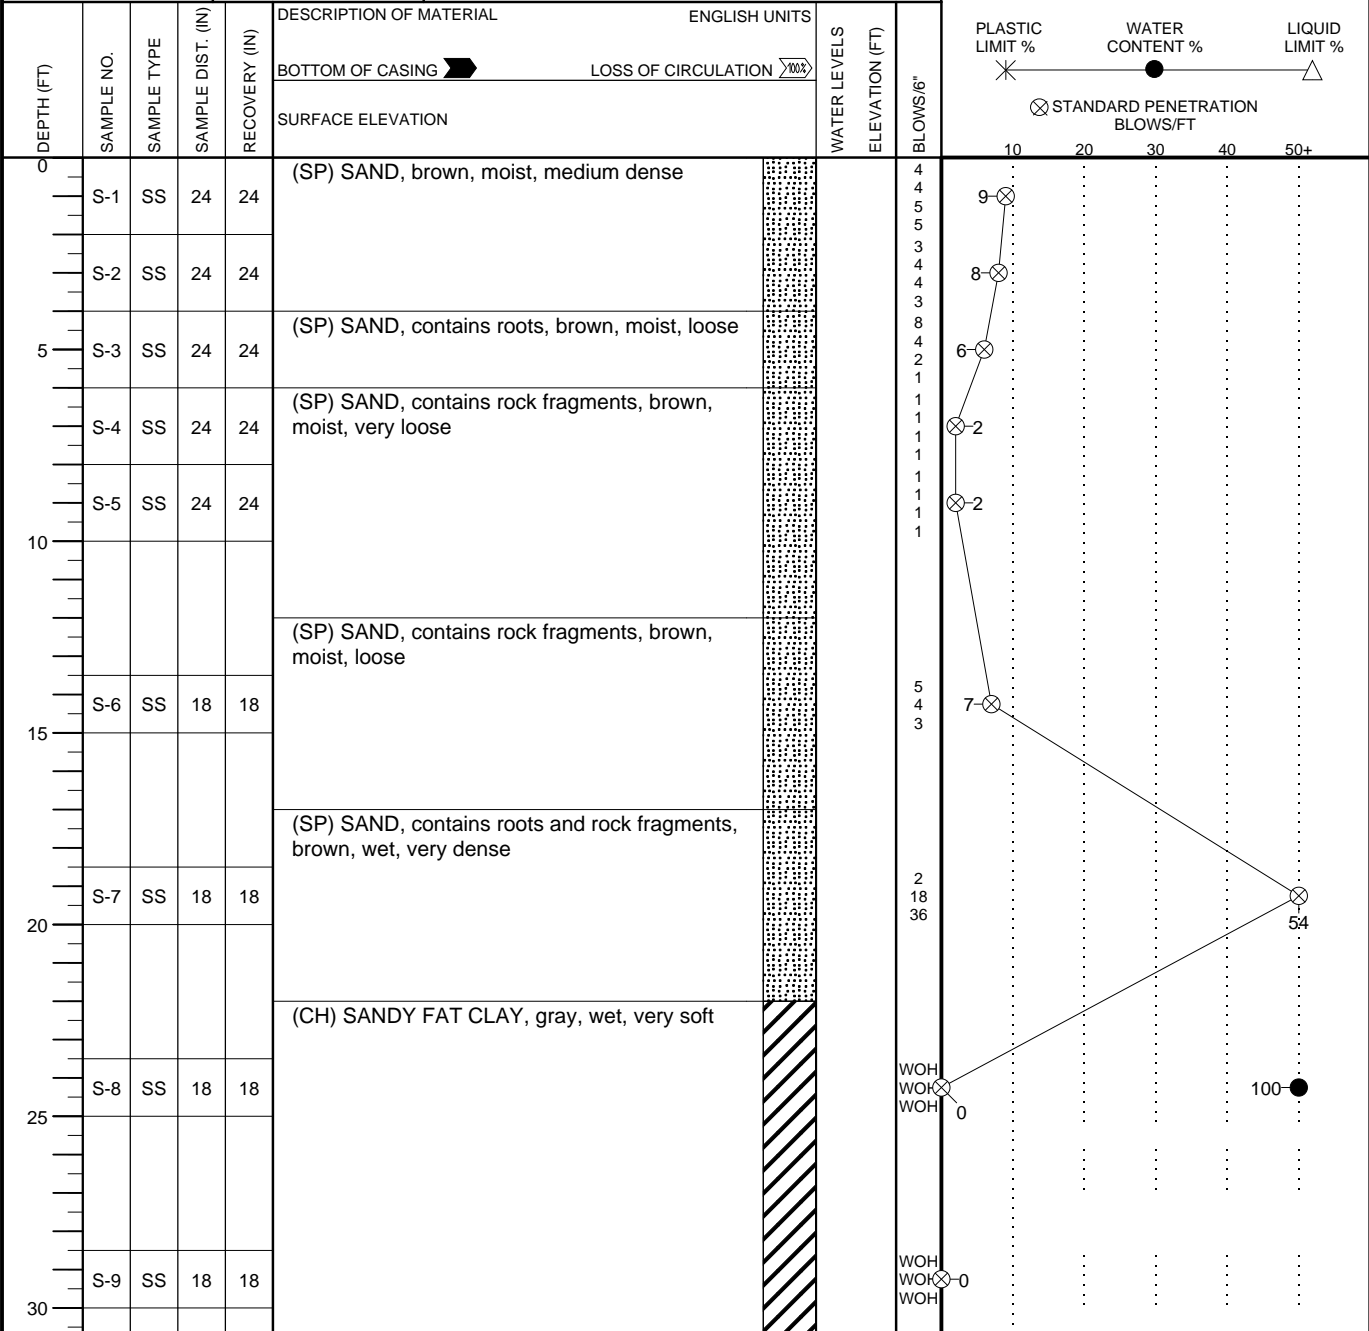 DESCRIPTION OF MATERIAL ENGLISH UNITS
BOTTOM OF CASING LOSS OF CIRCULATION 100%
SURFACE ELEVATION
DEPTH (FT)
SAMPLE NO.
SAMPLE TYPE
SAMPLE DIST. (IN)
RECOVERY (IN)
WATER LEVELS
ELEVATION (FT)
BLOWS/6"
PLASTIC LIMIT %
WATER CONTENT %
LIQUID LIMIT %
STANDARD PENETRATION
BLOWS/FT
10 20 30 40 50+
0
(SP) SAND, brown, moist, medium dense
S-1 SS 24 24
4
4
5
5
9
S-2 SS 24 24
3
4
4
3
8
(SP) SAND, contains roots, brown, moist, loose
5
S-3 SS 24 24
8
4
2
1
6
(SP) SAND, contains rock fragments, brown,
moist, very loose
S-4 SS 24 24
1
1
1
1
2
S-5 SS 24 24
1
1
1
1
2
10
(SP) SAND, contains rock fragments, brown,
moist, loose
S-6 SS 18 18
5
4
3
7
15
(SP) SAND, contains roots and rock fragments,
brown, wet, very dense
S-7 SS 18 18
2
18
36
54
20
(CH) SANDY FAT CLAY, gray, wet, very soft
S-8 SS 18 18
WOH
WOH
WOH
0
100
25
S-9 SS 18 18
WOH
WOH
WOH
0
30